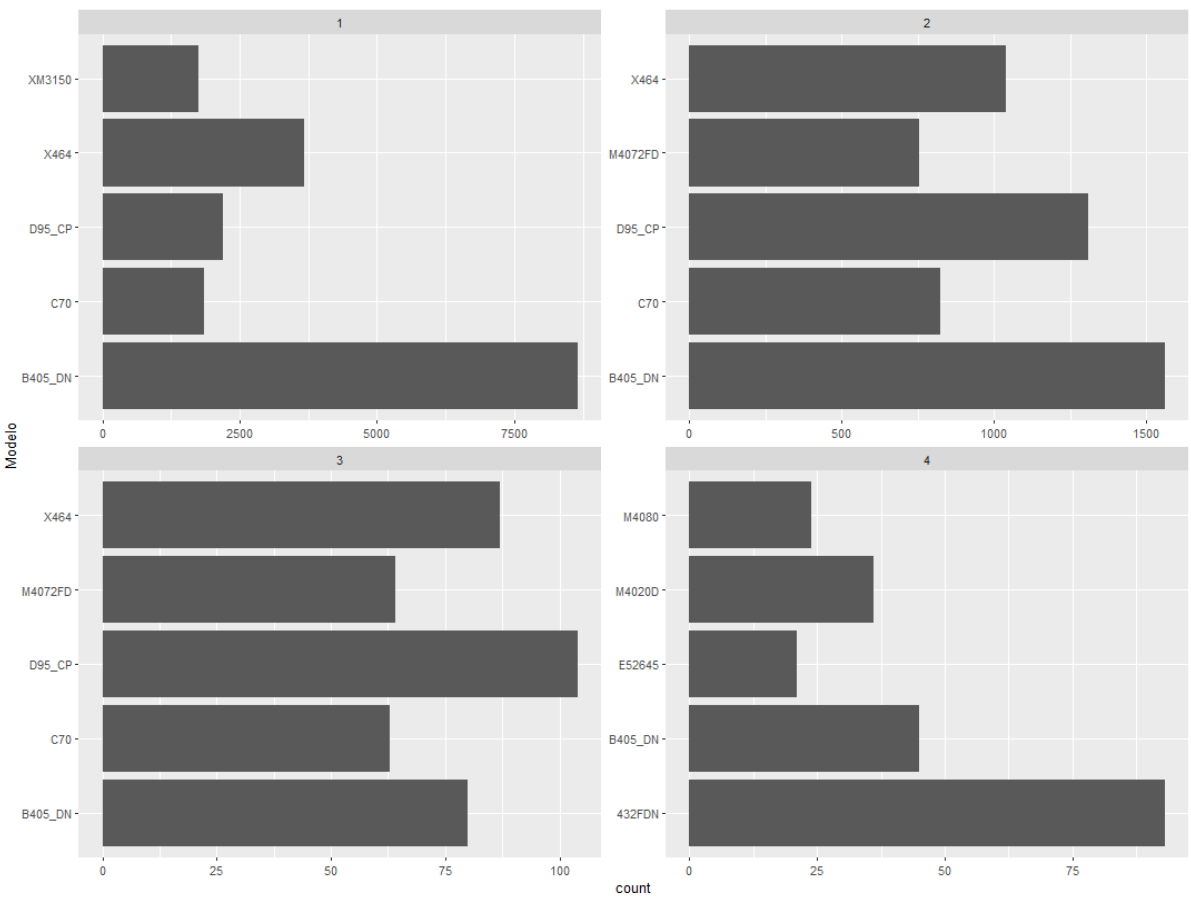 1
XM3150
X464
D95_CP
C70
B405_DN
0 2500 5000 7500
2
X464
M4072FD
D95_CP
C70
B405_DN
0 500 1000 1500
Modelo
3
X464
M4072FD
D95_CP
C70
B405_DN
0 25 50 75 100
4
M4080
M4020D
E52645
B405_DN
432FDN
0 25 50 75
count